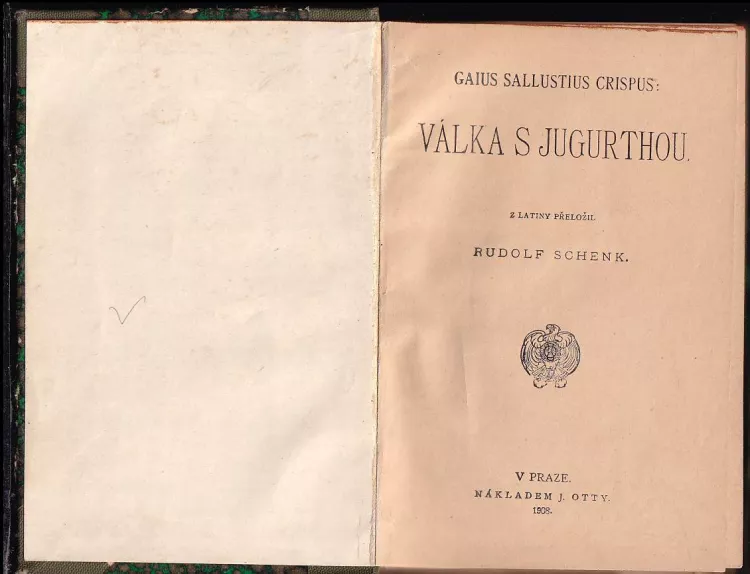 GAIUS SALLUSTIUS CRISPUS:
VÁLKA S JUGURTHOU.
Z LATINY PŘELOŽIL
RUDOLF SCHENK.
V PRAZE.
NÁKLADEM J. OTTY.
1908.